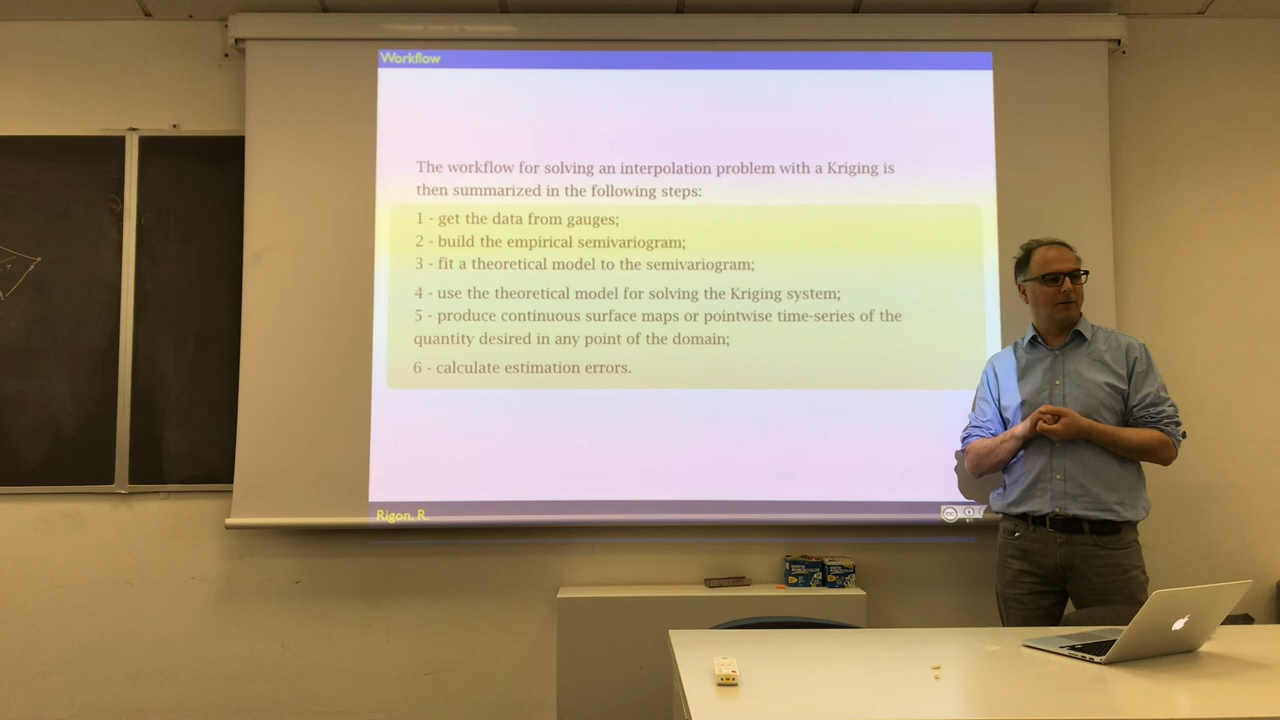 Workflow
The workflow for solving an interpolation problem with a Kriging is
then summarized in the following steps:
1 - get the data from gauges;
2 - build the empirical semivariogram;
3 - fit a theoretical model to the semivariogram;
4 - use the theoretical model for solving the Kriging system;
5 - produce continuous surface maps or pointwise time-series of the
quantity desired in any point of the domain;
6 - calculate estimation errors.
Rigon, R.
cc